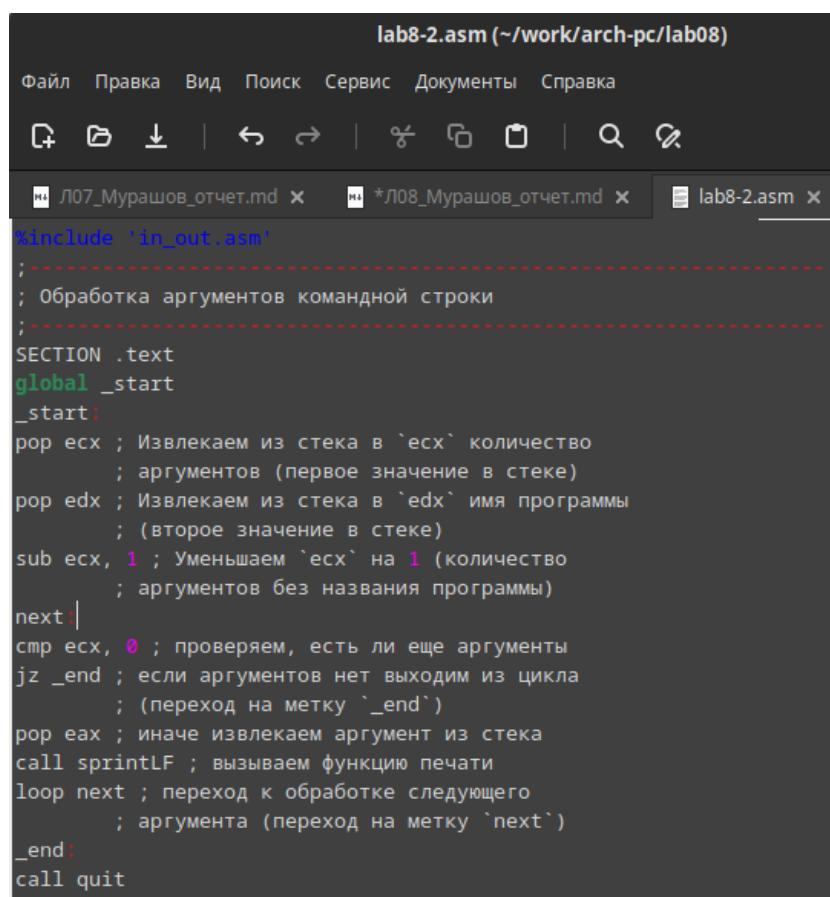 lab8-2.asm (~/work/arch-pc/lab08)
Файл Правка Вид Поиск Сервис Документы Справка
Л07_Мурашов_отчет.md × *Л08_Мурашов_отчет.md × lab8-2.asm ×
%include 'in_out.asm'
;-----------------------------------------------------------------
; Обработка аргументов командной строки
;-----------------------------------------------------------------
SECTION .text
global _start
_start:
pop ecx ; Извлекаем из стека в `ecx` количество
; аргументов (первое значение в стеке)
pop edx ; Извлекаем из стека в `edx` имя программы
; (второе значение в стеке)
sub ecx, 1 ; Уменьшаем `ecx` на 1 (количество
; аргументов без названия программы)
next:
cmp ecx, 0 ; проверяем, есть ли еще аргументы
jz _end ; если аргументов нет выходим из цикла
; (переход на метку `_end`)
pop eax ; иначе извлекаем аргумент из стека
call sprintLF ; вызываем функцию печати
loop next ; переход к обработке следующего
; аргумента (переход на метку `next`)
_end:
call quit